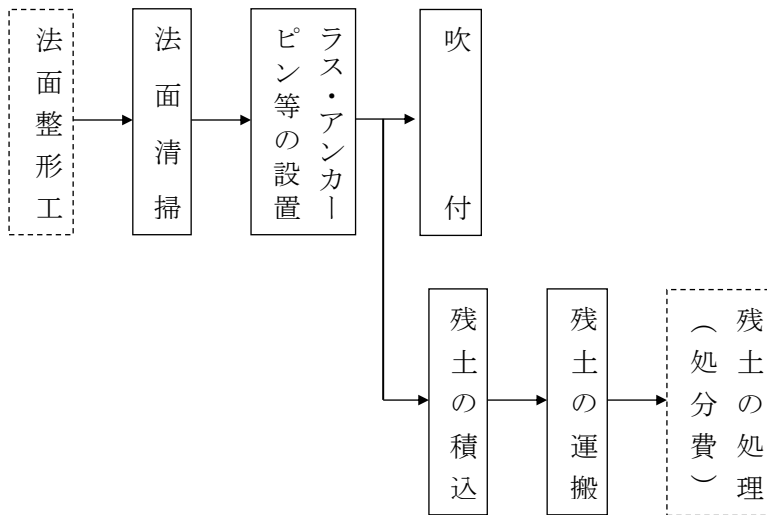 法面整形工
法面清掃
ラス・アンカー
ピン等の設置
吹付
残土の積込
残土の運搬
残土の処理
（処分費）